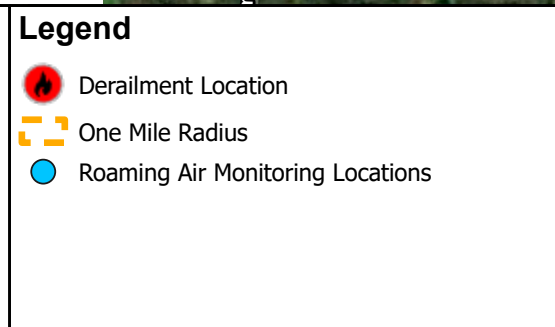 Legend
Derailment Location
One Mile Radius
Roaming Air Monitoring Locations